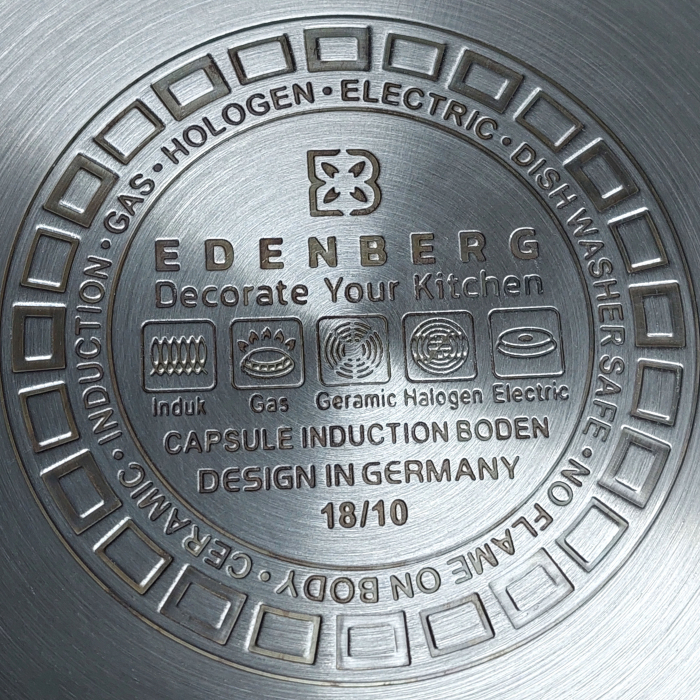 INDUCTION • GAS • HOLOGEN • ELECTRIC • DISH WASHER SAFE • NO FLAME ON BODY • CERAMIC •
EDENBERG
Decorate Your Kitchen
Induk Gas Geramic Halogen Electric
CAPSULE INDUCTION BODEN
DESIGN IN GERMANY
18/10